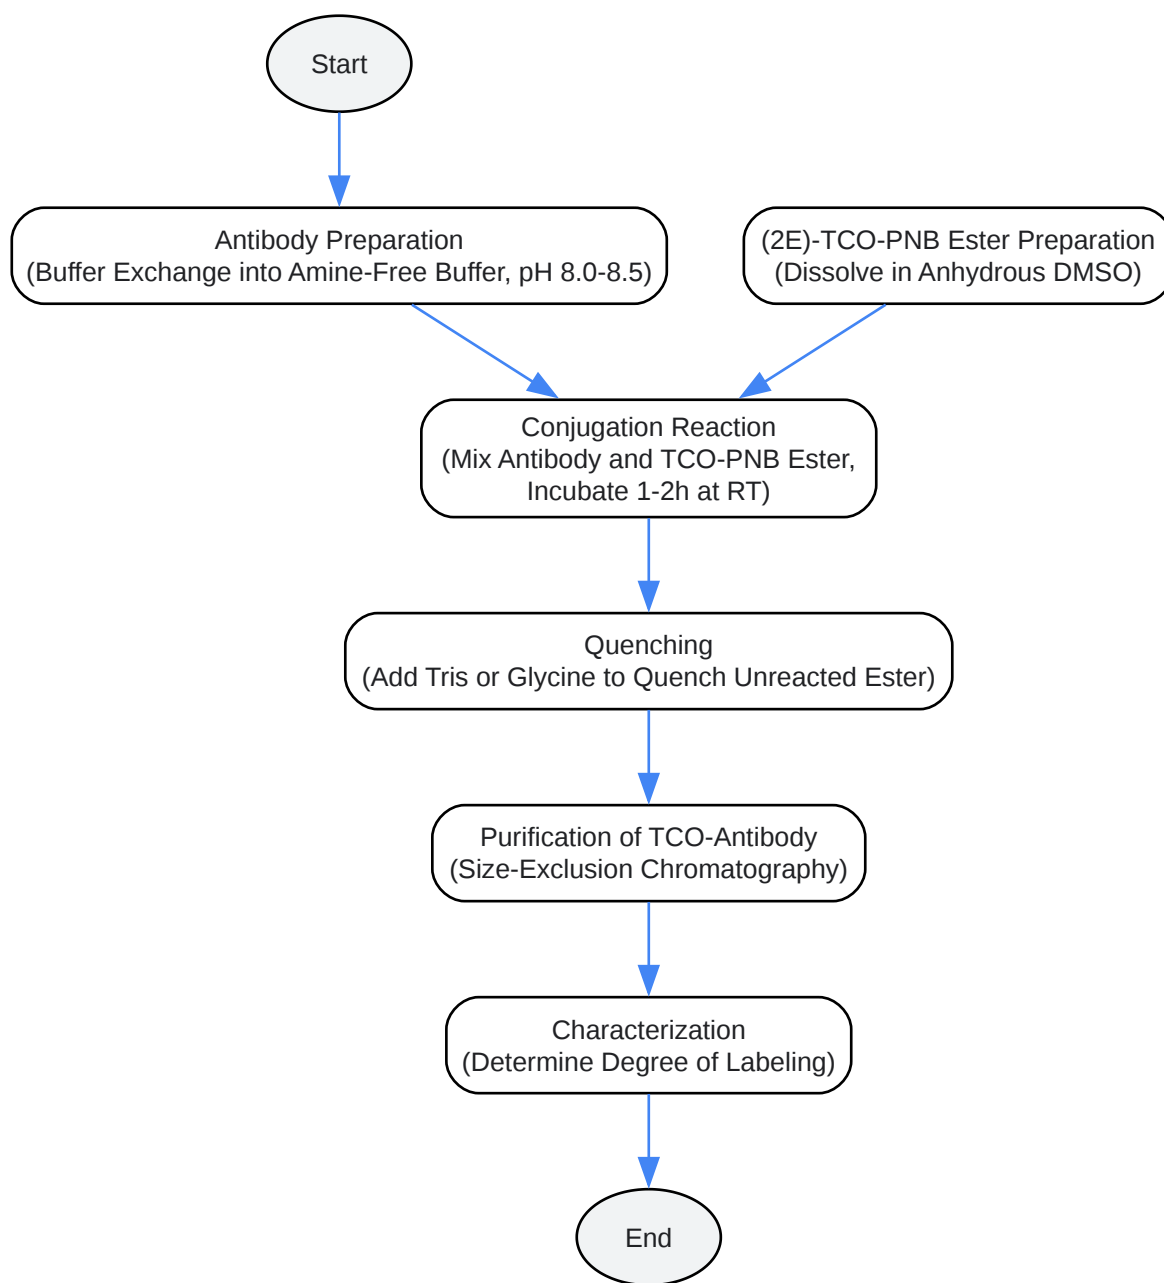 Start
Antibody Preparation
(Buffer Exchange into Amine-Free Buffer, pH 8.0-8.5)
(2E)-TCO-PNB Ester Preparation
(Dissolve in Anhydrous DMSO)
Conjugation Reaction
(Mix Antibody and TCO-PNB Ester,
Incubate 1-2h at RT)
Quenching
(Add Tris or Glycine to Quench Unreacted Ester)
Purification of TCO-Antibody
(Size-Exclusion Chromatography)
Characterization
(Determine Degree of Labeling)
End